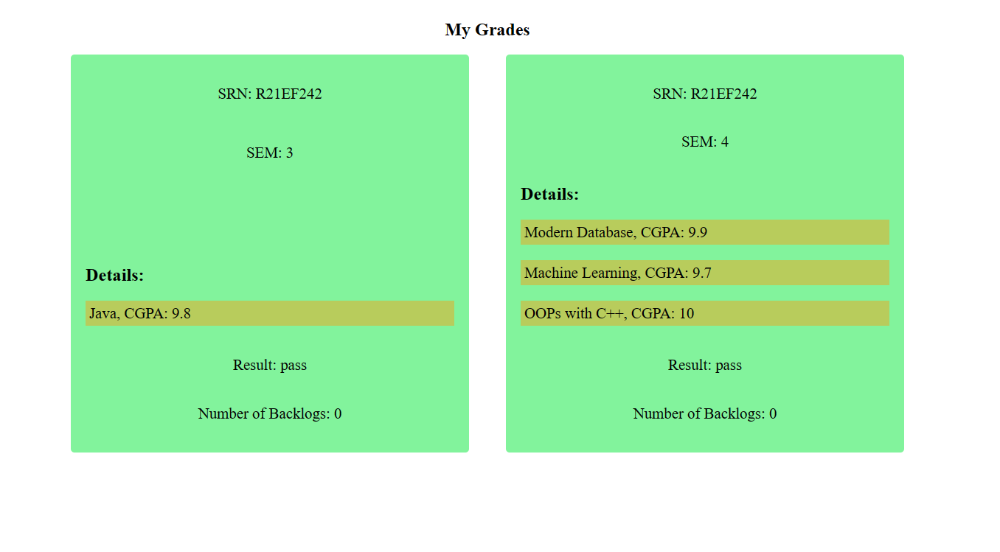 My Grades
SRN: R21EF242
SEM: 3
Details:
Java, CGPA: 9.8
Result: pass
Number of Backlogs: 0
SRN: R21EF242
SEM: 4
Details:
Modern Database, CGPA: 9.9
Machine Learning, CGPA: 9.7
OOPs with C++, CGPA: 10
Result: pass
Number of Backlogs: 0